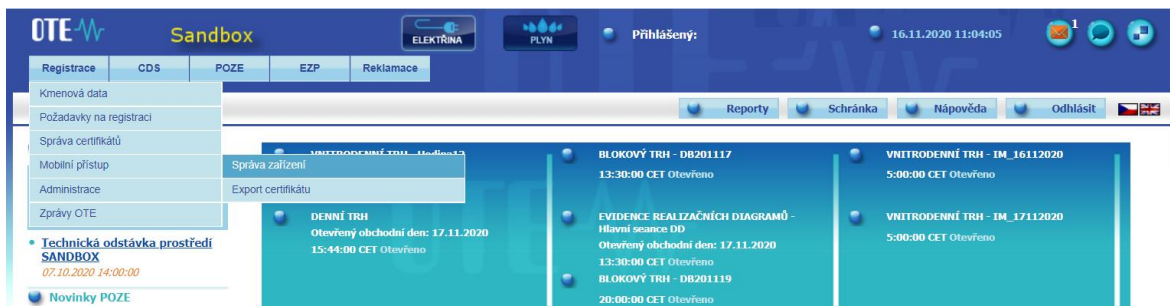 OTE
Sandbox
ELEKTŘINA
PLYN
Přihlášený:
16.11.2020 11:04:05
1
Registrace
CDS
POZE
EZP
Reklamace
Kmenová data
Požadavky na registraci
Správa certifikátů
Mobilní přístup
Administrace
Zprávy OTE
Správa zařízení
Export certifikátu
Reporty
Schránka
Nápověda
Odhlásit
VNITRODENNÍ TRH - Hodina12
DENNÍ TRH
Otevřený obchodní den: 17.11.2020
15:44:00 CET Otevřeno
BLOKOVÝ TRH - DB201117
13:30:00 CET Otevřeno
EVIDENCE REALIZAČNÍCH DIAGRAMŮ -
Hlavní seance DD
Otevřený obchodní den: 17.11.2020
13:30:00 CET Otevřeno
BLOKOVÝ TRH - DB201119
20:00:00 CET Otevřeno
VNITRODENNÍ TRH - IM_16112020
5:00:00 CET Otevřeno
VNITRODENNÍ TRH - IM_17112020
5:00:00 CET Otevřeno
Technická odstávka prostředí
SANDBOX
07.10.2020 14:00:00
Novinky POZE